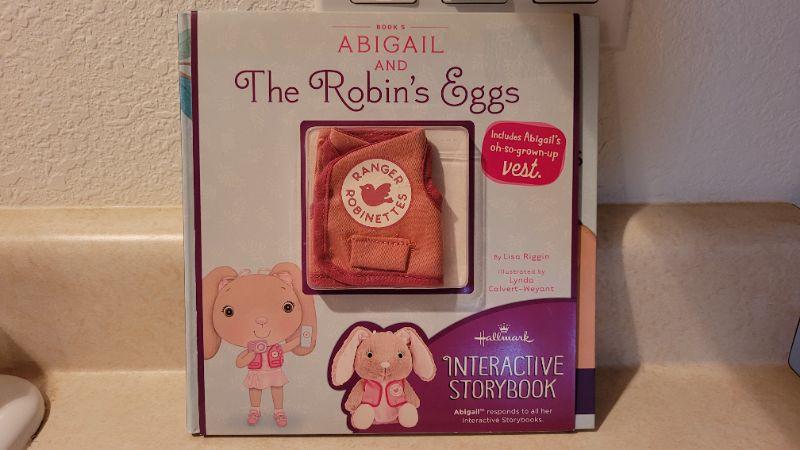 BOOK 5
ABIGAIL
AND
The Robin's Eggs
Includes Abigail's
oh-so-grown-up
vest.
RANGER
ROBINETTES
By Lisa Riggin
Illustrated by
Lynda
Calvert-Weyant
Hallmark
INTERACTIVE
STORYBOOK
Abigail™ responds to all her
Interactive Storybooks.